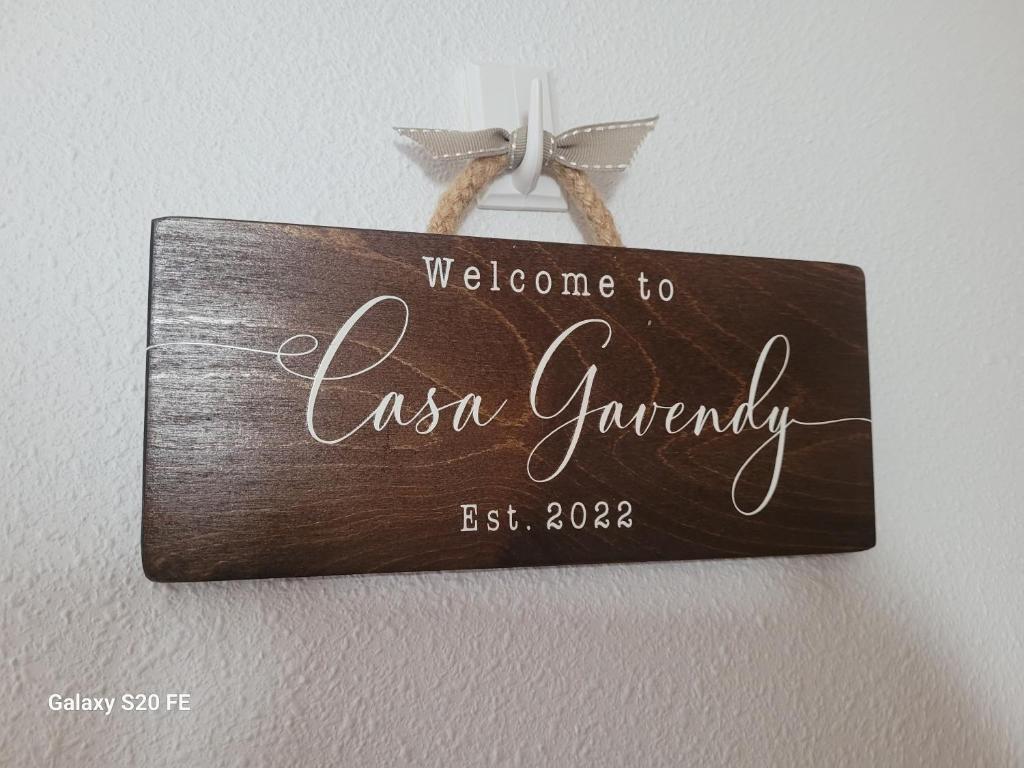 Welcome to
Casa Gavendy
Est. 2022
Galaxy S20 FE